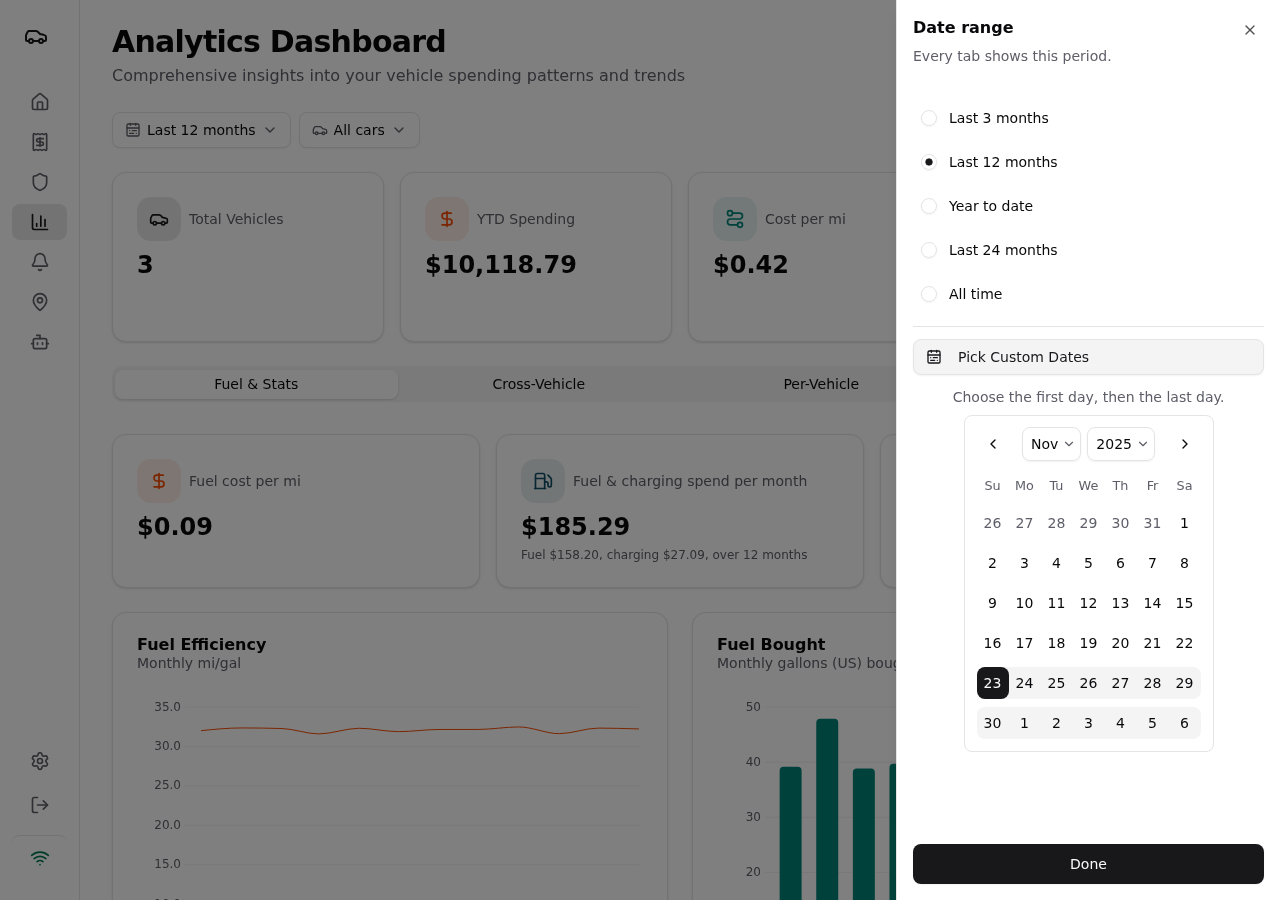 Analytics Dashboard
Comprehensive insights into your vehicle spending patterns and trends
Last 12 months
All cars
Total Vehicles
3
YTD Spending
$10,118.79
Cost per mi
$0.42
Fuel & Stats
Cross-Vehicle
Per-Vehicle
Fuel cost per mi
$0.09
Fuel & charging spend per month
$185.29
Fuel $158.20, charging $27.09, over 12 months
Fuel Efficiency
Monthly mi/gal
35.0
30.0
25.0
20.0
15.0
Fuel Bought
Monthly gallons (US) boug
50
40
30
20
Date range
Every tab shows this period.
Last 3 months
Last 12 months
Year to date
Last 24 months
All time
Pick Custom Dates
Choose the first day, then the last day.
Nov 2025
Su Mo Tu We Th Fr Sa
26 27 28 29 30 31 1
2 3 4 5 6 7 8
9 10 11 12 13 14 15
16 17 18 19 20 21 22
23 24 25 26 27 28 29
30 1 2 3 4 5 6
Done